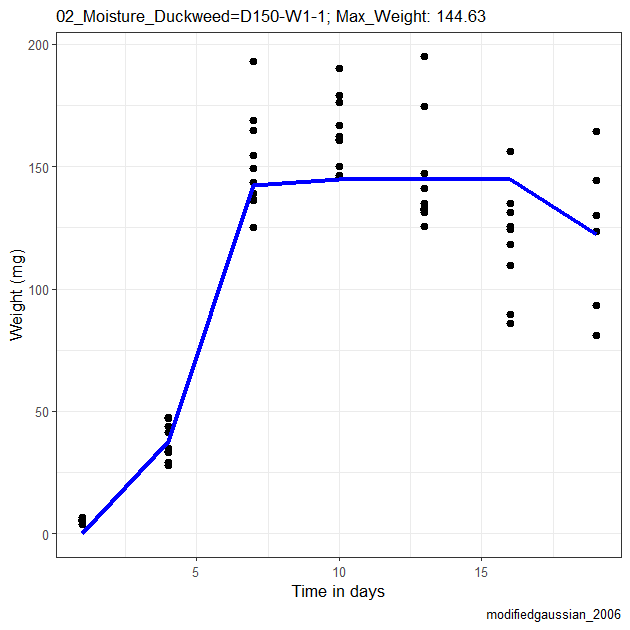 02_Moisture_Duckweed=D150-W1-1; Max_Weight: 144.63
200
150
100
50
0
Weight (mg)
5 10 15
Time in days
modifiedgaussian_2006